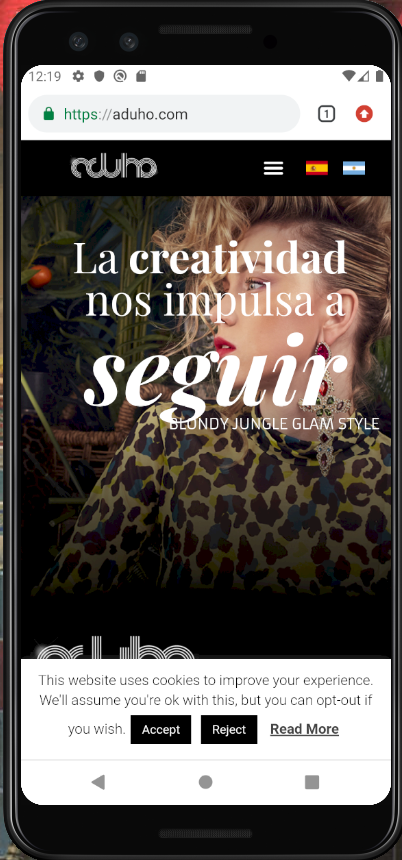 12:19
https://aduho.com
1
aduho
La creatividad
nos impulsa a
seguir
BLONDY JUNGLE GLAM STYLE
aduho
This website uses cookies to improve your experience.
We'll assume you're ok with this, but you can opt-out if
you wish. Accept Reject Read More